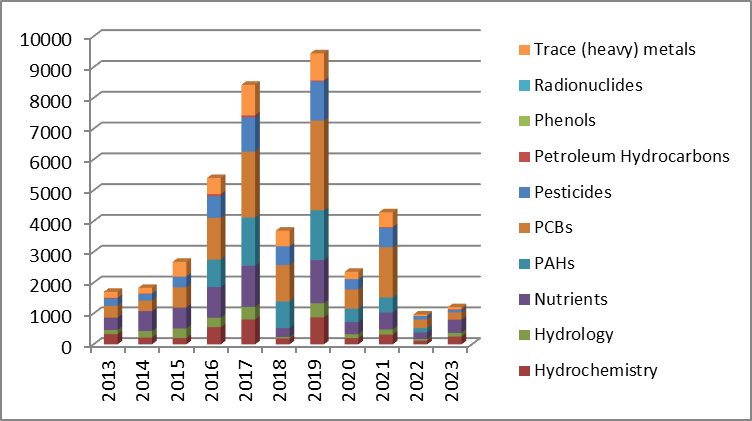 10000
9000
8000
7000
6000
5000
4000
3000
2000
1000
0
2013
2014
2015
2016
2017
2018
2019
2020
2021
2022
2023
Trace (heavy) metals
Radionuclides
Phenols
Petroleum Hydrocarbons
Pesticides
PCBs
PAHs
Nutrients
Hydrology
Hydrochemistry